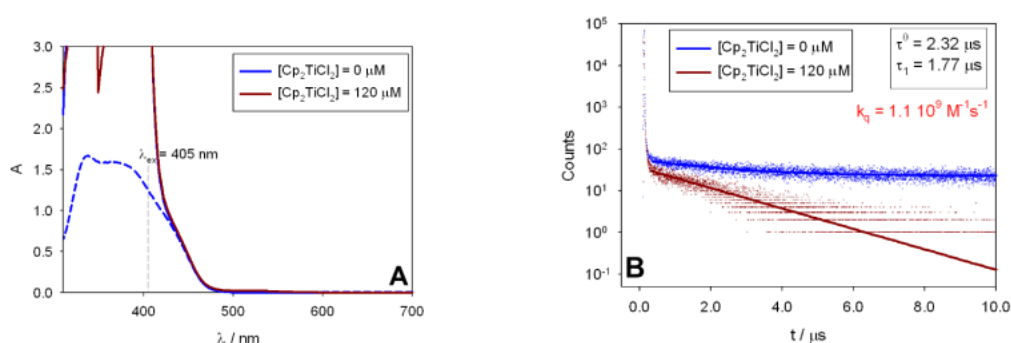 3.0
2.5
2.0
1.5
1.0
0.5
0.0
A
[Cp₂TiCl₂] = 0 μM
[Cp₂TiCl₂] = 120 μM
λₑₓ = 405 nm
A
400
500
600
700
λ / nm
10⁵
10⁴
10³
10²
10¹
10⁰
10⁻¹
Counts
[Cp₂TiCl₂] = 0 μM
[Cp₂TiCl₂] = 120 μM
τ⁰ = 2.32 μs
τ₁ = 1.77 μs
k_q = 1.1 10⁹ M⁻¹s⁻¹
B
0.0
2.0
4.0
6.0
8.0
10.0
t / μs